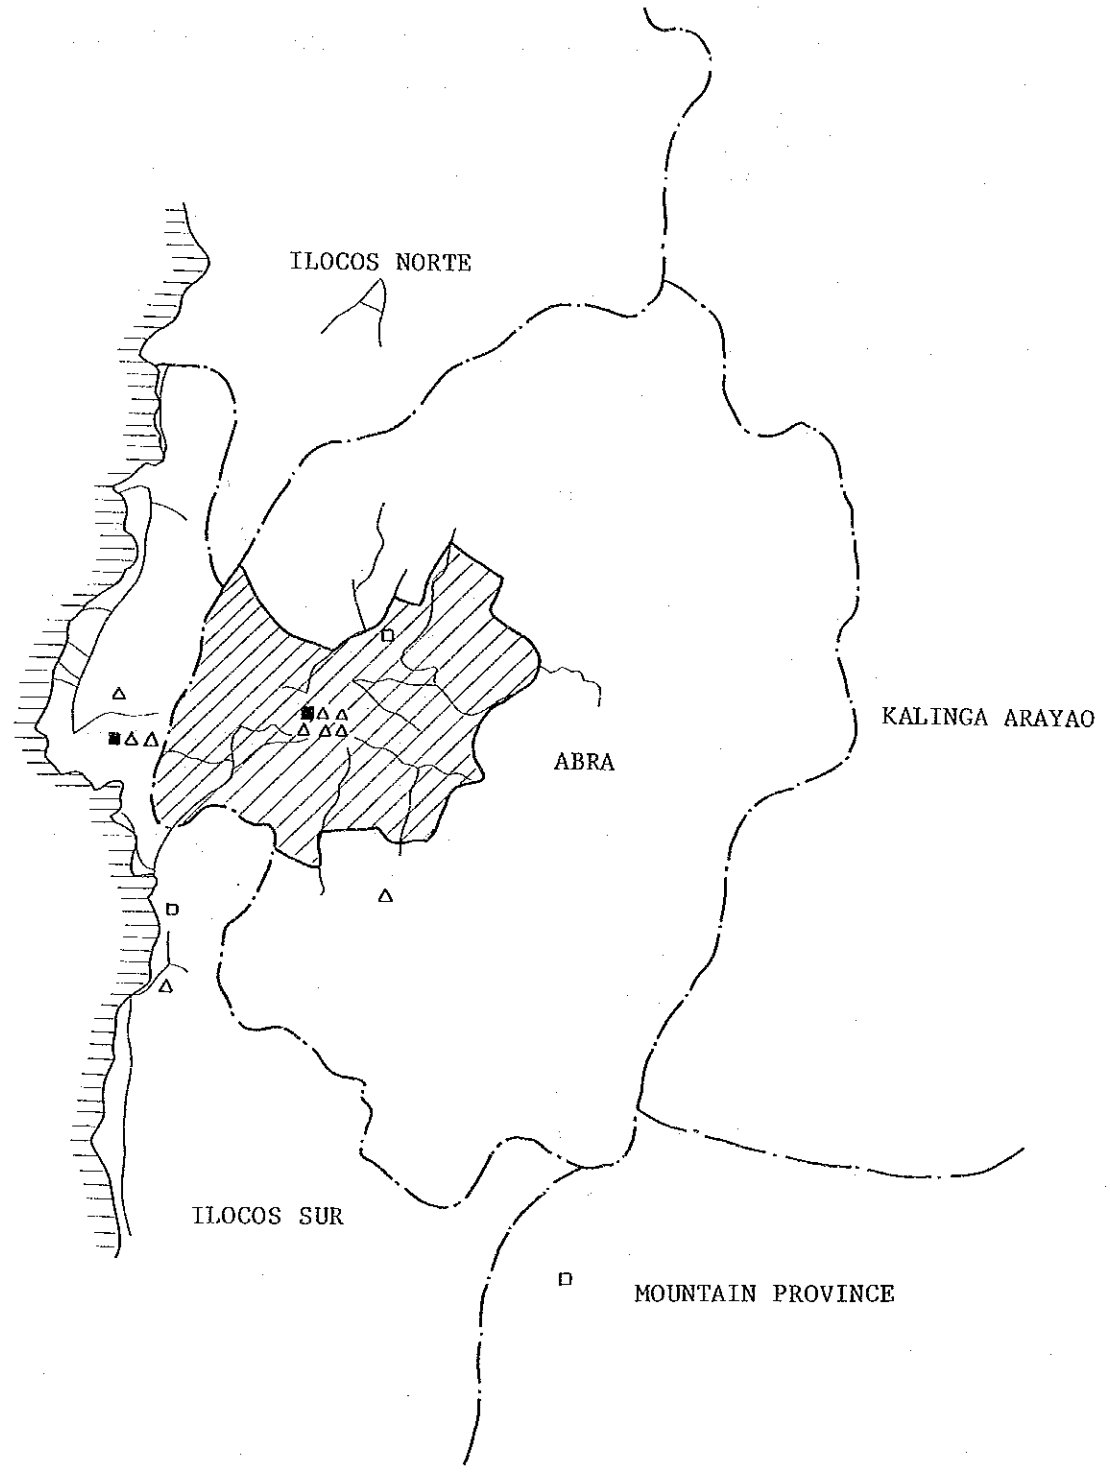 ILOCOS NORTE
KALINGA ARAYAO
ABRA
ILOCOS SUR
MOUNTAIN PROVINCE